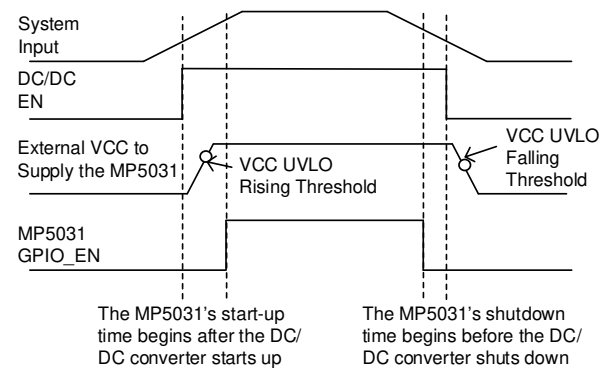 System
Input
DC/DC
EN
External VCC to
Supply the MP5031
VCC UVLO
Rising Threshold
VCC UVLO
Falling
Threshold
MP5031
GPIO_EN
The MP5031's start-up
time begins after the DC/
DC converter starts up
The MP5031's shutdown
time begins before the DC/
DC converter shuts down